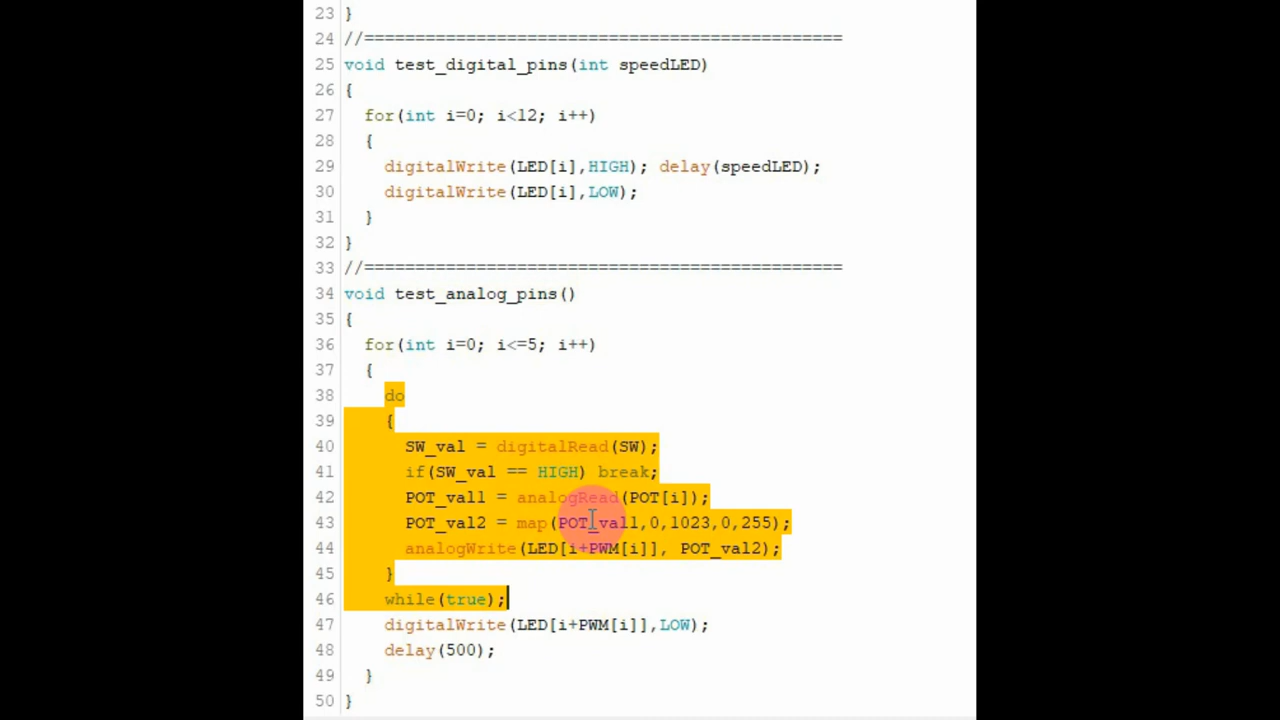 23 }
24 //===============================================
25 void test_digital_pins(int speedLED)
26 {
27 for(int i=0; i<12; i++)
28 {
29 digitalWrite(LED[i],HIGH); delay(speedLED);
30 digitalWrite(LED[i],LOW);
31 }
32 }
33 //===============================================
34 void test_analog_pins()
35 {
36 for(int i=0; i<=5; i++)
37 {
38 do
39 {
40 SW_val = digitalRead(SW);
41 if(SW_val == HIGH) break;
42 POT_val1 = analogRead(POT[i]);
43 POT_val2 = map(POT_val1,0,1023,0,255);
44 analogWrite(LED[i+PWM[i]], POT_val2);
45 }
46 while(true);
47 digitalWrite(LED[i+PWM[i]],LOW);
48 delay(500);
49 }
50 }